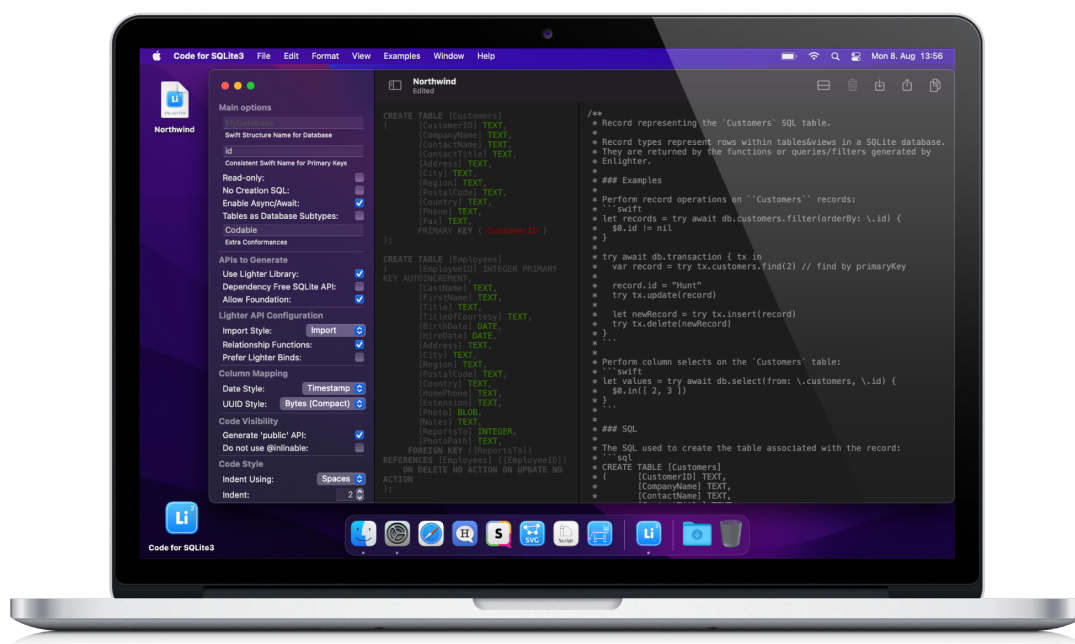 Code for SQLite3 File Edit Format View Examples Window Help Mon 8. Aug 13:56
Northwind
Code for SQLite3
Main options
MyDatabase
Swift Structure Name for Database
id
Consistent Swift Name for Primary Keys
Read-only:
No Creation SQL:
Enable Async/Await:
Tables as Database Subtypes:
Codable
Extra Conformances
APIs to Generate
Use Lighter Library:
Dependency Free SQLite API:
Allow Foundation:
Lighter API Configuration
Import Style: Import
Relationship Functions:
Prefer Lighter Binds:
Column Mapping
Date Style: Timestamp
UUID Style: Bytes (Compact)
Code Visibility
Generate 'public' API:
Do not use @inlinable:
Code Style
Indent Using: Spaces
Indent: 2
Northwind
Edited
CREATE TABLE [Customers]
( [CustomerID] TEXT,
[CompanyName] TEXT,
[ContactName] TEXT,
[ContactTitle] TEXT,
[Address] TEXT,
[City] TEXT,
[Region] TEXT,
[PostalCode] TEXT,
[Country] TEXT,
[Phone] TEXT,
[Fax] TEXT,
PRIMARY KEY (`CustomerID`)
);
CREATE TABLE [Employees]
( [EmployeeID] INTEGER PRIMARY
KEY AUTOINCREMENT,
[LastName] TEXT,
[FirstName] TEXT,
[Title] TEXT,
[TitleOfCourtesy] TEXT,
[BirthDate] DATE,
[HireDate] DATE,
[Address] TEXT,
[City] TEXT,
[Region] TEXT,
[PostalCode] TEXT,
[Country] TEXT,
[HomePhone] TEXT,
[Extension] TEXT,
[Photo] BLOB,
[Notes] TEXT,
[ReportsTo] INTEGER,
[PhotoPath] TEXT,
FOREIGN KEY ([ReportsTo])
REFERENCES [Employees] ([EmployeeID])
ON DELETE NO ACTION ON UPDATE NO
ACTION
);
/**
* Record representing the `Customers` SQL table.
*
* Record types represent rows within tables&views in a SQLite database.
* They are returned by the functions or queries/filters generated by
* Enlighter.
*
* ### Examples
*
* Perform record operations on ``Customers`` records:
* ```swift
* let records = try await db.customers.filter(orderBy: \.id) {
* $0.id != nil
* }
*
* try await db.transaction { tx in
* var record = try tx.customers.find(2) // find by primaryKey
*
* record.id = "Hunt"
* try tx.update(record)
*
* let newRecord = try tx.insert(record)
* try tx.delete(newRecord)
* }
* ```
*
* Perform column selects on the `Customers` table:
* ```swift
* let values = try await db.select(from: \.customers, \.id) {
* $0.in([ 2, 3 ])
* }
* ```
*
* ### SQL
*
* The SQL used to create the table associated with the record:
* ```sql
* CREATE TABLE [Customers]
* ( [CustomerID] TEXT,
* [CompanyName] TEXT,
* [ContactName] TEXT,
Li
Li 3
H
S
SVG
Script
Li